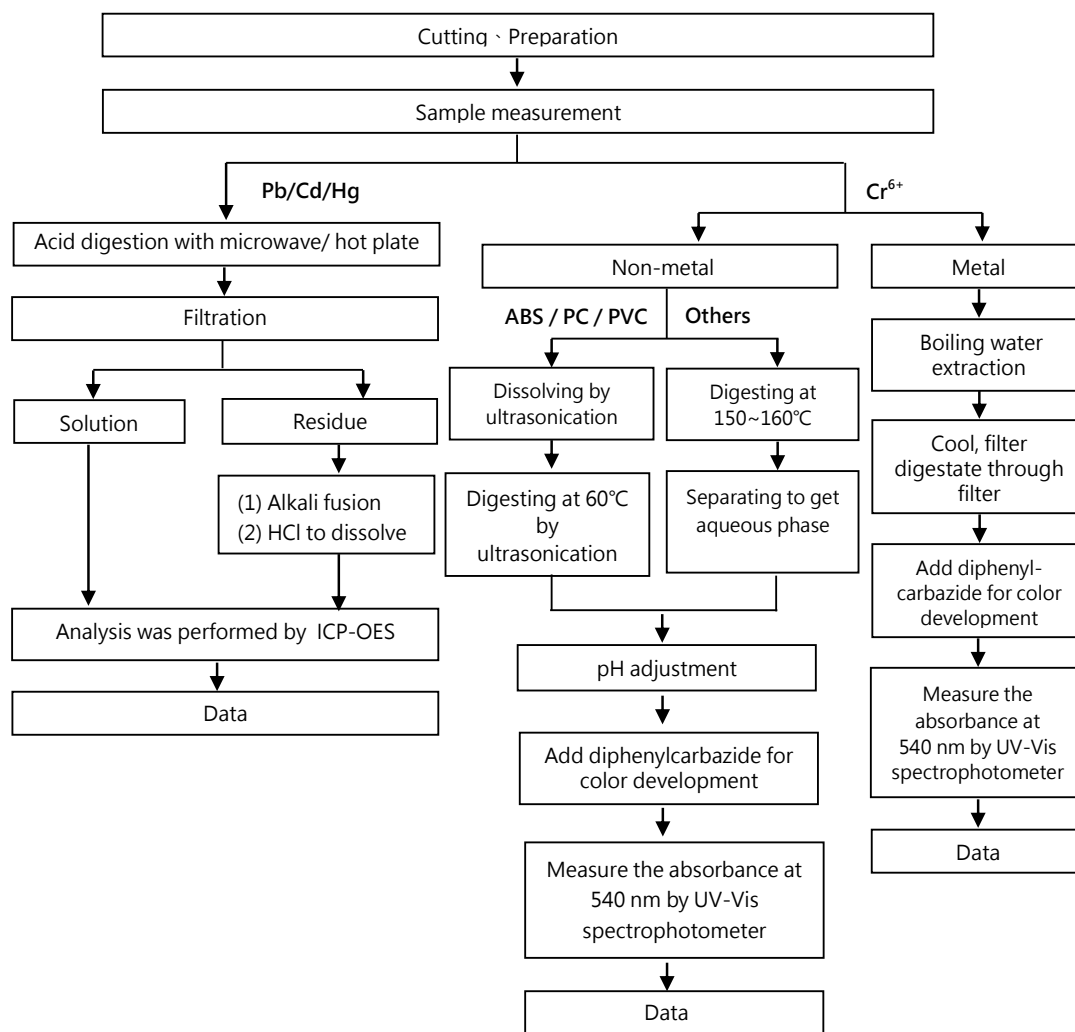 Cutting、Preparation
Sample measurement
Pb/Cd/Hg
Cr⁶⁺
Acid digestion with microwave/ hot plate
Filtration
Solution
Residue
(1) Alkali fusion
(2) HCl to dissolve
Analysis was performed by ICP-OES
Data
Non-metal
ABS / PC / PVC
Others
Dissolving by
ultrasonication
Digesting at
150~160℃
Digesting at 60℃
by
ultrasonication
Separating to get
aqueous phase
pH adjustment
Add diphenylcarbazide for
color development
Measure the absorbance at
540 nm by UV-Vis
spectrophotometer
Data
Metal
Boiling water
extraction
Cool, filter
digestate through
filter
Add diphenyl-
carbazide for color
development
Measure the
absorbance at
540 nm by UV-Vis
spectrophotometer
Data